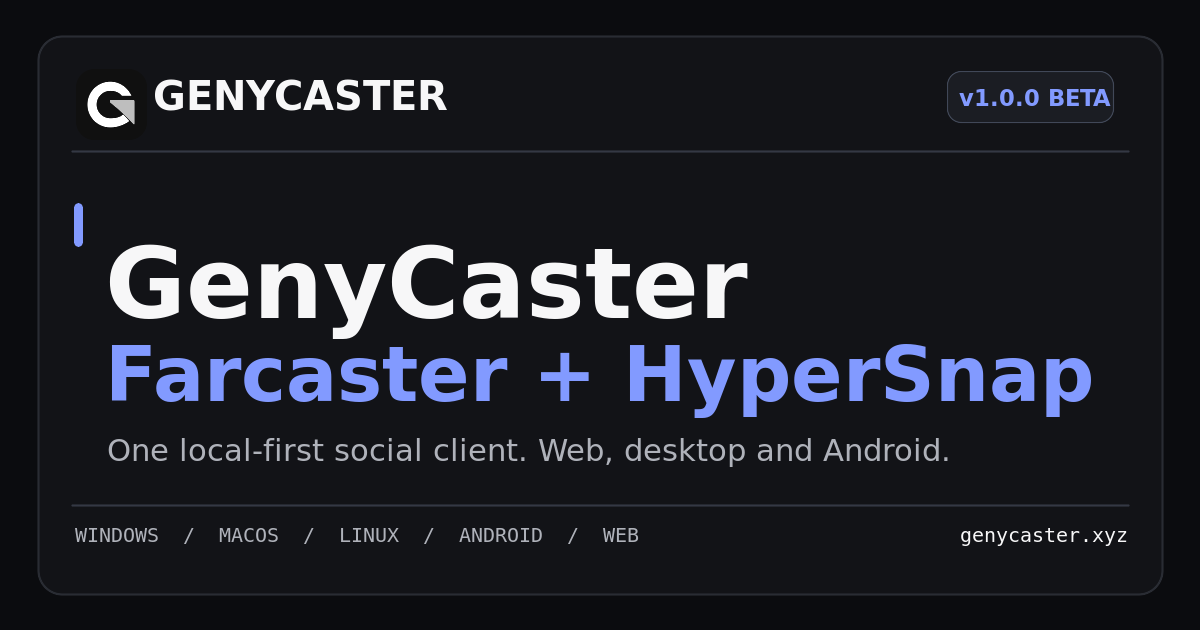 GENYCASTER
v1.0.0 BETA
GenyCaster
Farcaster + HyperSnap
One local-first social client. Web, desktop and Android.
WINDOWS / MACOS / LINUX / ANDROID / WEB
genycaster.xyz